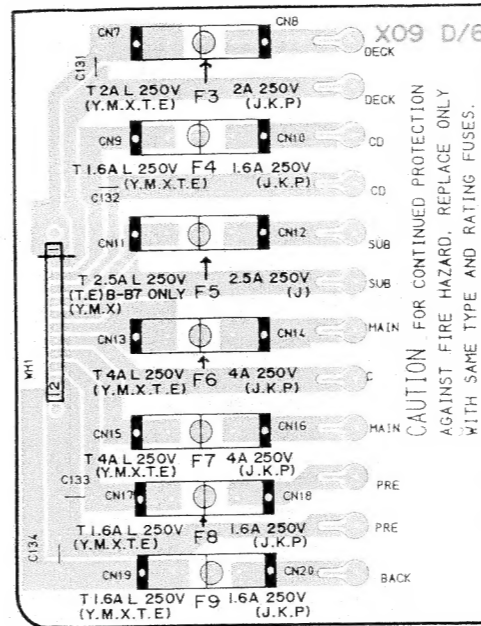 CN7 CN8 X09 D/6
C131
DECK
T 2A L 250V F3 2A 250V
(Y.M.X.T.E) (J.K.P)
DECK
CN9 CN10 CD
T 1.6A L 250V F4 1.6A 250V
(Y.M.X.T.E) (J.K.P)
C132
CD
CN11 CN12 SUB
T 2.5A L 250V F5 2.5A 250V
(T.E) B-B7 ONLY (J)
(Y.M.X)
SUB
CN13 CN14 MAIN
1
WH1
12
T 4A L 250V F6 4A 250V
(Y.M.X.T.E) (J.K.P)
C
CN15 CN16 MAIN
T 4A L 250V F7 4A 250V
(Y.M.X.T.E) (J.K.P)
C133
CN17 CN18 PRE
T 1.6A L 250V F8 1.6A 250V
(Y.M.X.T.E) (J.K.P)
PRE
C134
CN19 CN20 BACK
T 1.6A L 250V F9 1.6A 250V
(Y.M.X.T.E) (J.K.P)
CAUTION FOR CONTINUED PROTECTION
AGAINST FIRE HAZARD, REPLACE ONLY
WITH SAME TYPE AND RATING FUSES.